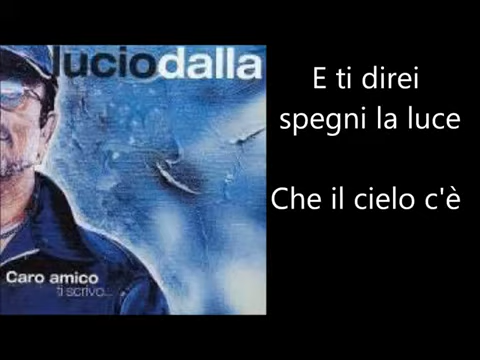 luciodalla
Caro amico
ti scrivo...
E ti direi
spegni la luce
Che il cielo c'è